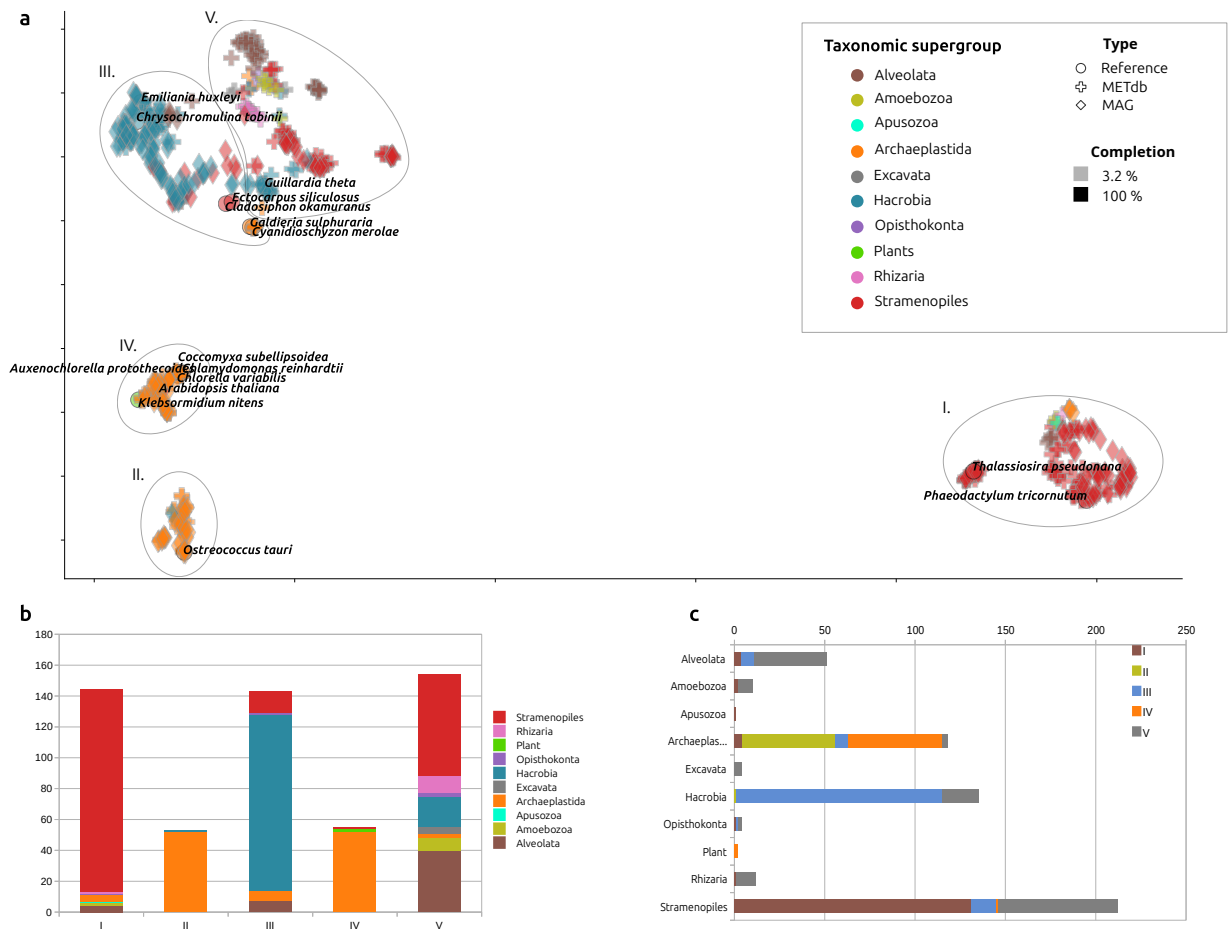 a
V.
III.
Emiliania huxleyi
Chrysochromulina tobinii
Guillardia theta
Ectocarpus siliculosus
Cladosiphon okamuranus
Galdieria sulphuraria
Cyanidioschyzon merolae
Taxonomic supergroup
Alveolata
Amoebozoa
Apusozoa
Archaeplastida
Excavata
Hacrobia
Opisthokonta
Plants
Rhizaria
Stramenopiles
Type
Reference
METdb
MAG
Completion
3.2 %
100 %
IV.
Coccomyxa subellipsoidea
Auxenochlorella protothecoides
Chlamydomonas reinhardtii
Chlorella variabilis
Arabidopsis thaliana
Klebsormidium nitens
II.
Ostreococcus tauri
I.
Thalassiosira pseudonana
Phaeodactylum tricornutum
b
180
160
140
120
100
80
60
40
20
0
I
II
III
IV
V
Stramenopiles
Rhizaria
Plant
Opisthokonta
Hacrobia
Excavata
Archaeplastida
Apusozoa
Amoebozoa
Alveolata
c
0
50
100
150
200
250
Alveolata
Amoebozoa
Apusozoa
Archaeplas...
Excavata
Hacrobia
Opisthokonta
Plant
Rhizaria
Stramenopiles
I
II
III
IV
V